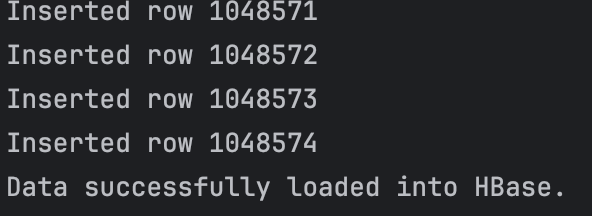 Inserted row 1048571
Inserted row 1048572
Inserted row 1048573
Inserted row 1048574
Data successfully loaded into HBase.